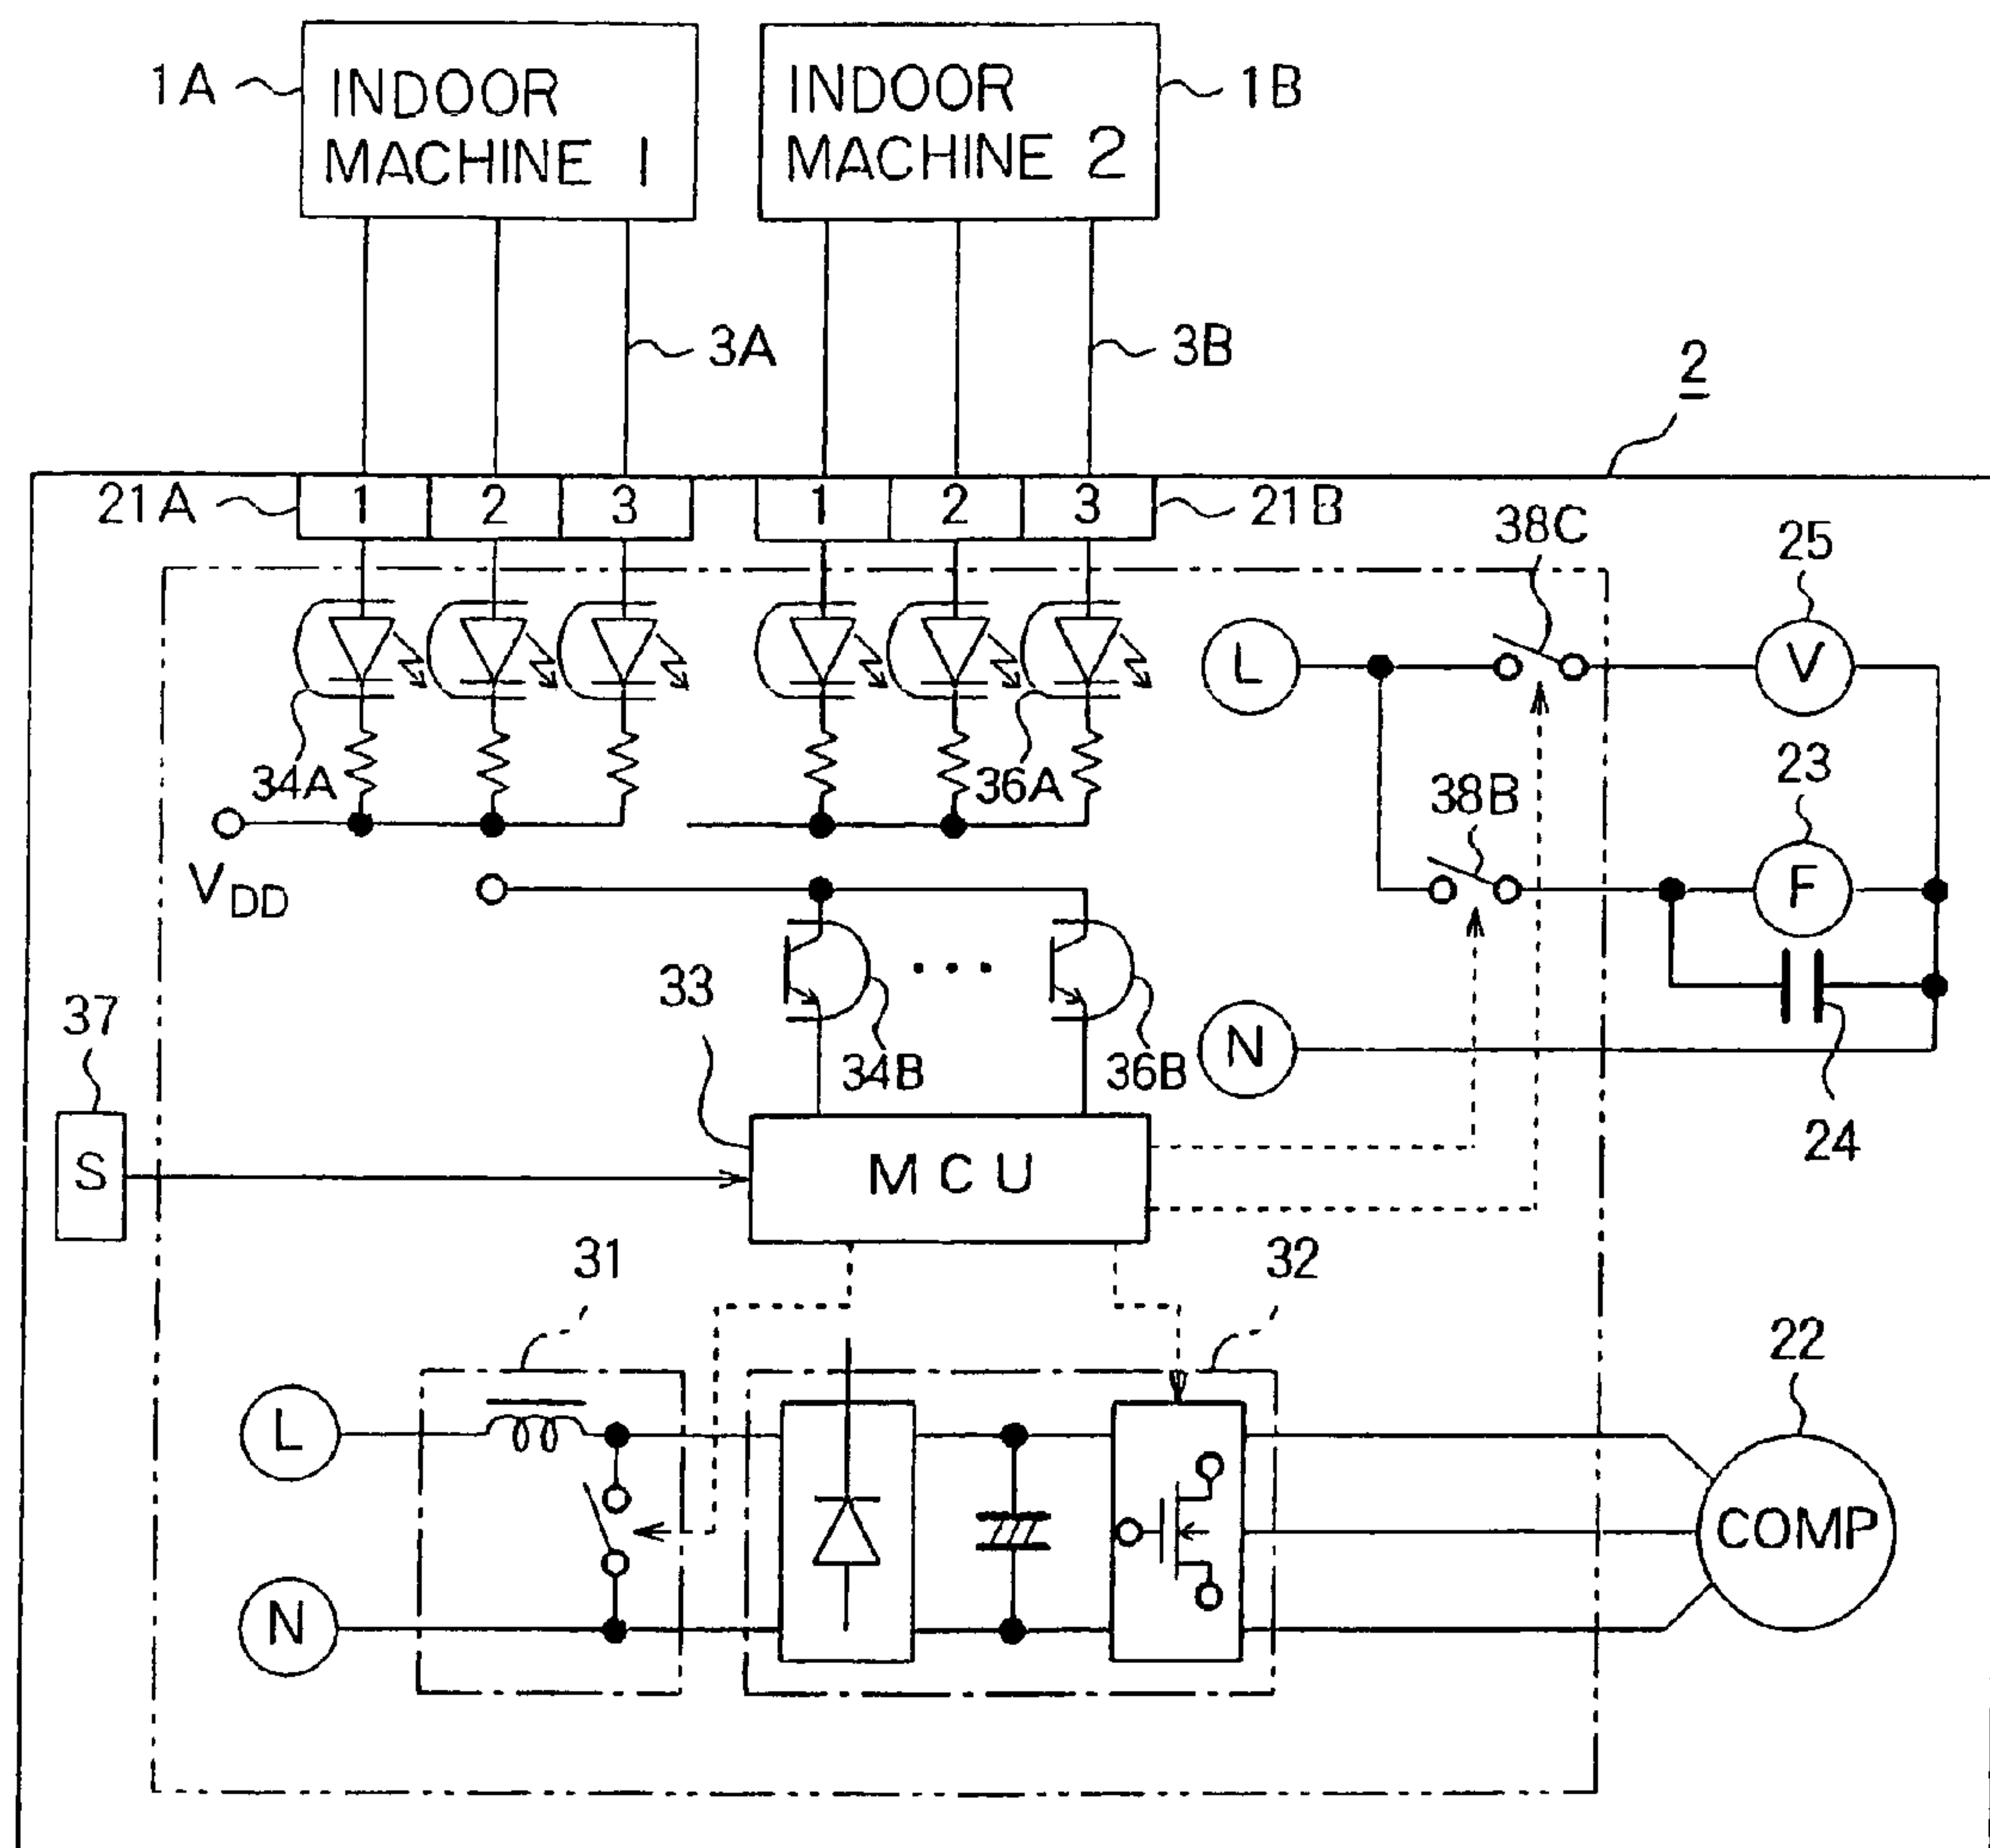 1A
INDOOR
MACHINE 1
INDOOR
MACHINE 2
1B
3A
3B
2
21A
1
2
3
1
2
3
21B
38C
25
L
V
34A
36A
38B
23
VDD
F
33
34B
36B
N
24
37
S
MCU
31
32
22
L
N
COMP